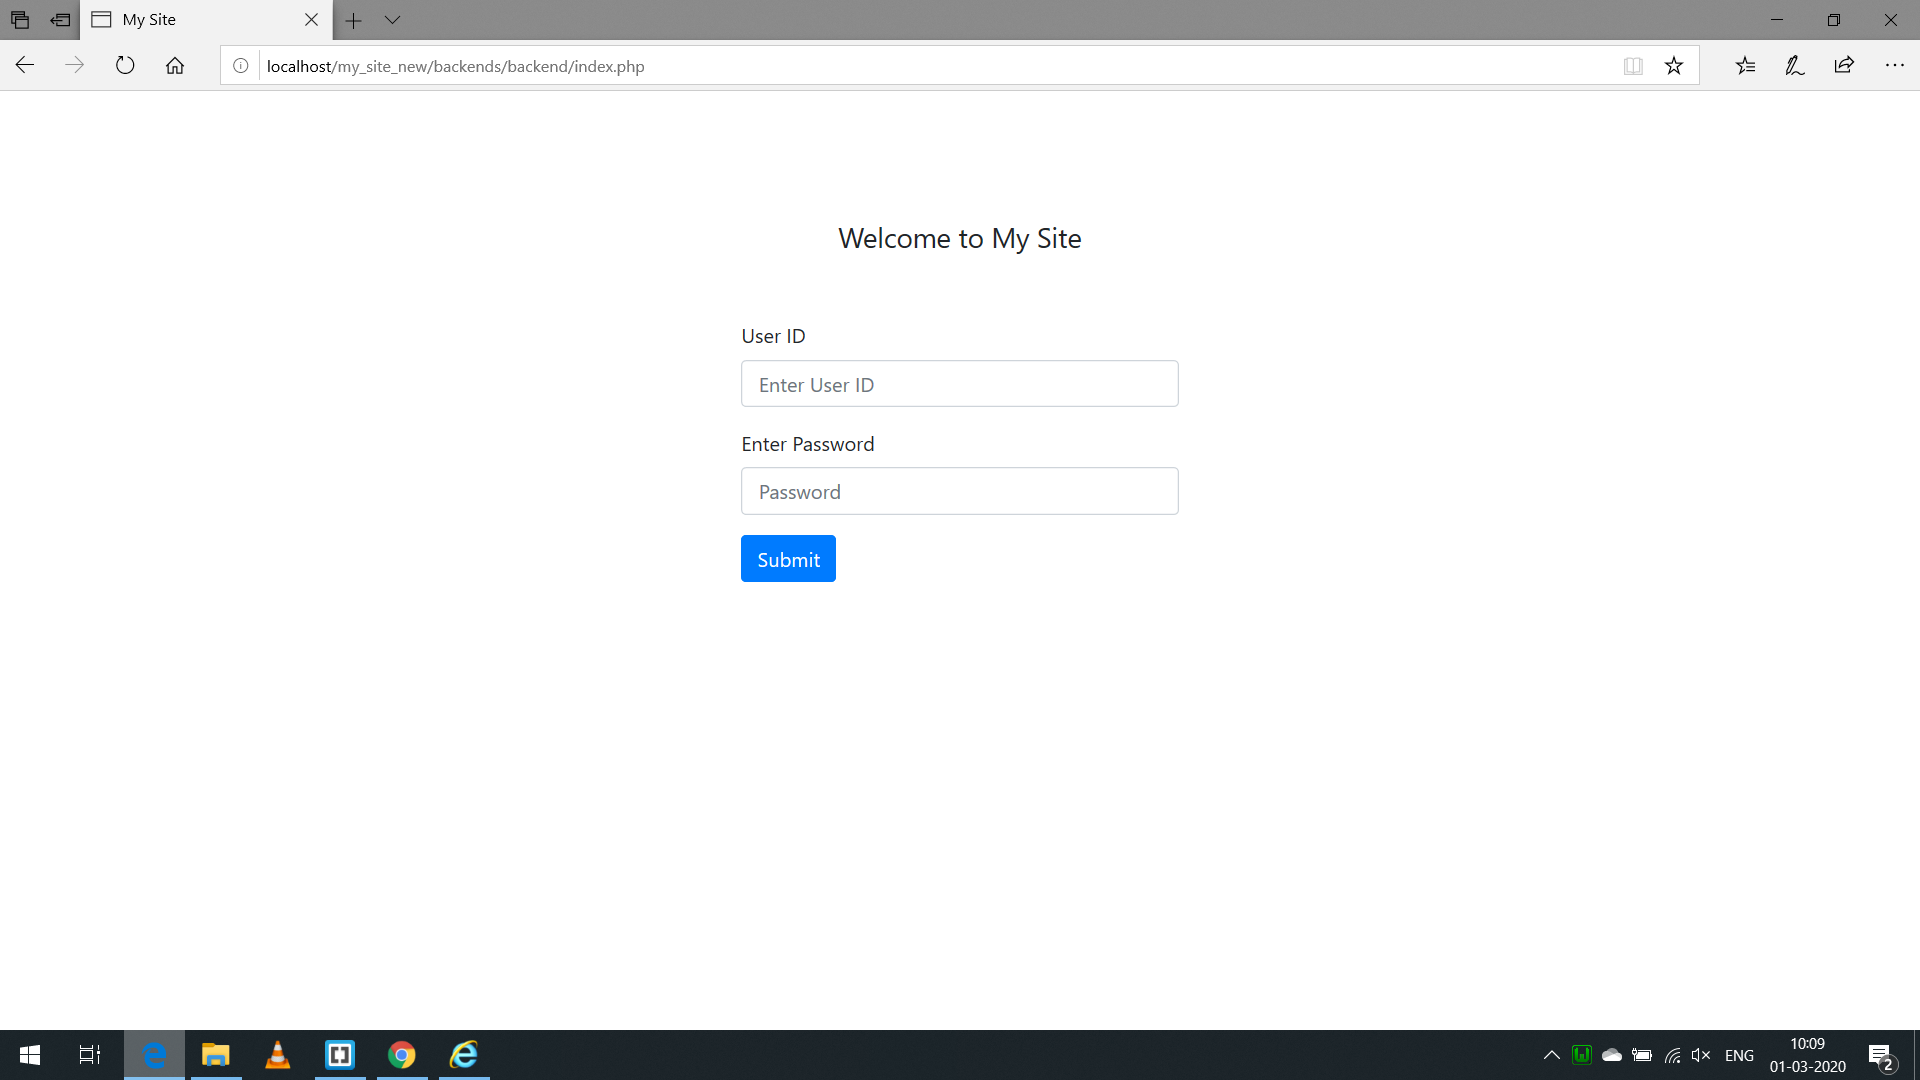 My Site
localhost/my_site_new/backends/backend/index.php
Welcome to My Site
User ID
Enter User ID
Enter Password
Password
Submit
ENG
10:09
01-03-2020
2